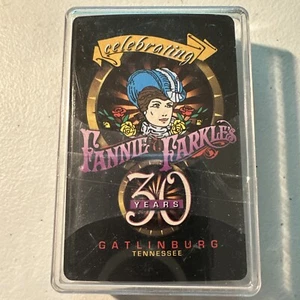 celebrating
FANNIE FARKLE'S
30
YEARS
GATLINBURG
TENNESSEE